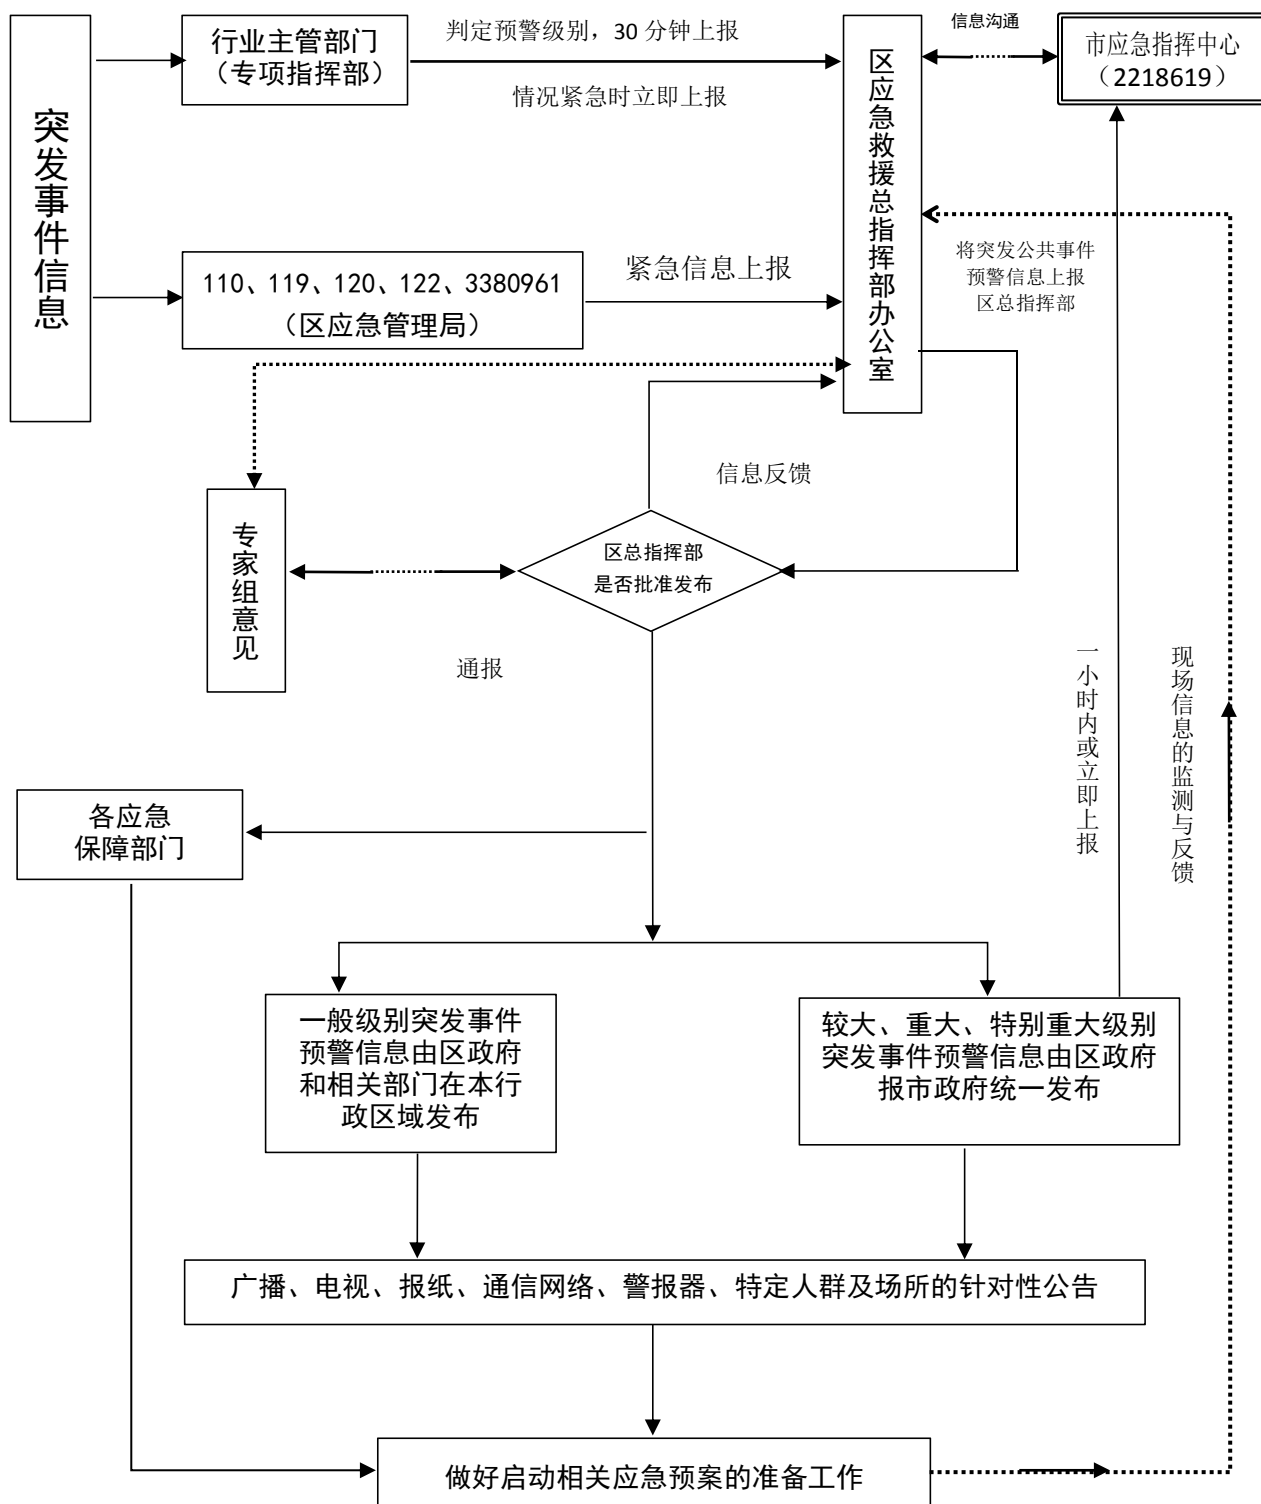 突发事件信息
行业主管部门
（专项指挥部）
判定预警级别，30 分钟上报
情况紧急时立即上报
区应急救援总指挥部办公室
信息沟通
市应急指挥中心
（2218619）
110、119、120、122、3380961
（区应急管理局）
紧急信息上报
将突发公共事件
预警信息上报
区总指挥部
信息反馈
专家组意见
区总指挥部
是否批准发布
通报
一小时内或立即上报
现场信息的监测与反馈
各应急
保障部门
一般级别突发事件
预警信息由区政府
和相关部门在本行
政区域发布
较大、重大、特别重大级别
突发事件预警信息由区政府
报市政府统一发布
广播、电视、报纸、通信网络、警报器、特定人群及场所的针对性公告
做好启动相关应急预案的准备工作